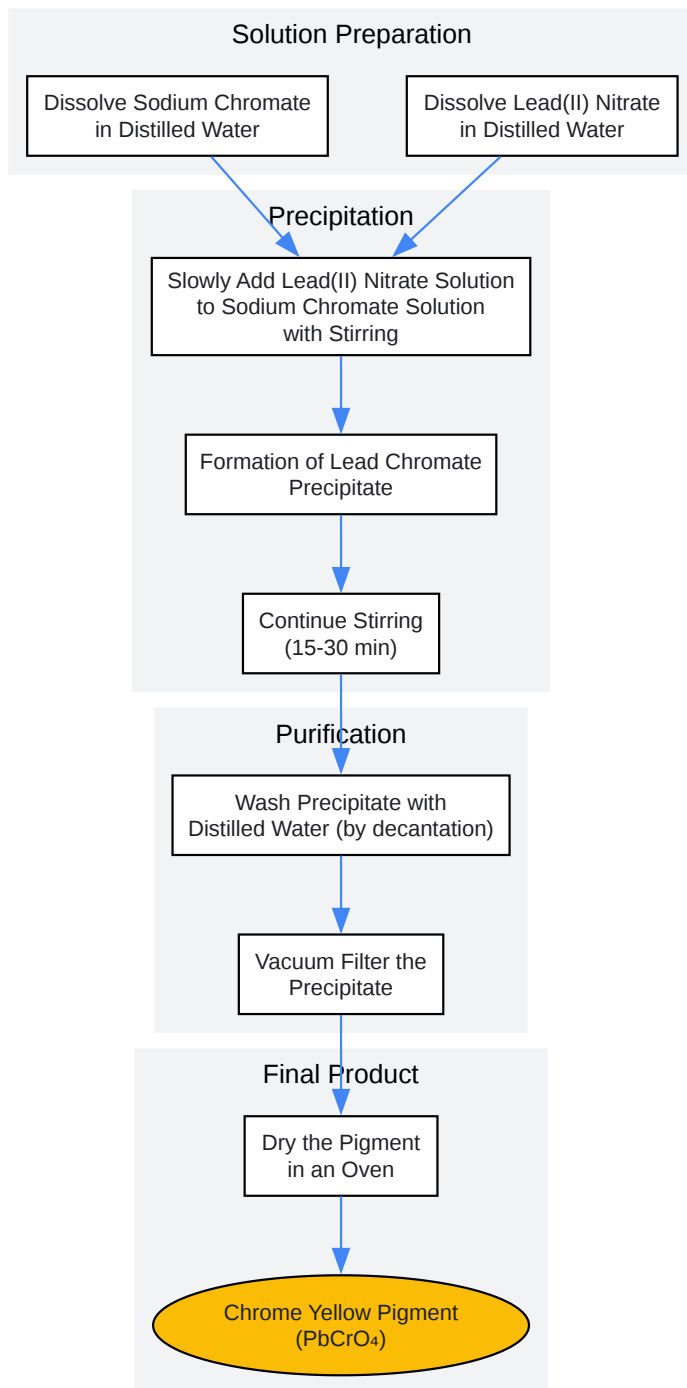 Solution Preparation
Dissolve Sodium Chromate
in Distilled Water
Dissolve Lead(II) Nitrate
in Distilled Water
Precipitation
Slowly Add Lead(II) Nitrate Solution
to Sodium Chromate Solution
with Stirring
Formation of Lead Chromate
Precipitate
Continue Stirring
(15-30 min)
Purification
Wash Precipitate with
Distilled Water (by decantation)
Vacuum Filter the
Precipitate
Final Product
Dry the Pigment
in an Oven
Chrome Yellow Pigment
(PbCrO₄)